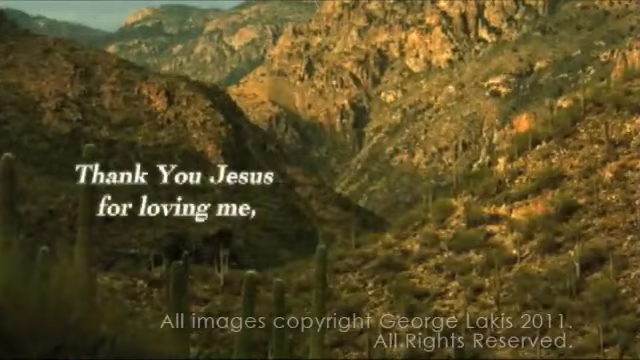 Thank You Jesus
for loving me,
All images copyright George Lakis 2011.
All Rights Reserved.